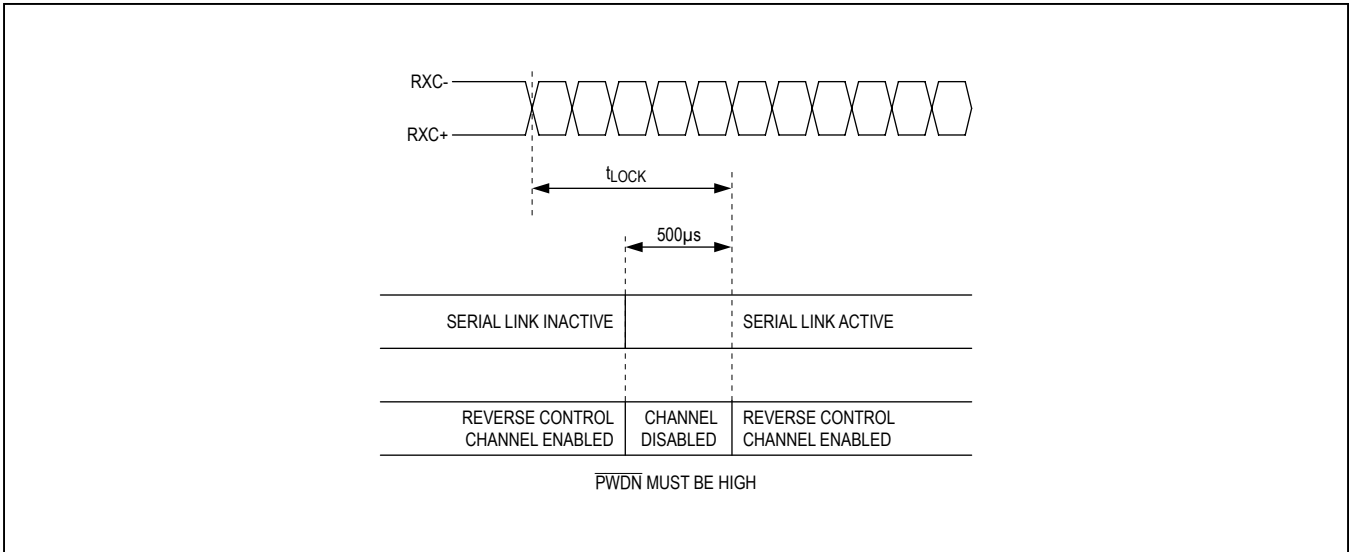 RXC-
RXC+
tLOCK
500µs
SERIAL LINK INACTIVE
SERIAL LINK ACTIVE
REVERSE CONTROL
CHANNEL ENABLED
CHANNEL
DISABLED
REVERSE CONTROL
CHANNEL ENABLED
PWDN MUST BE HIGH